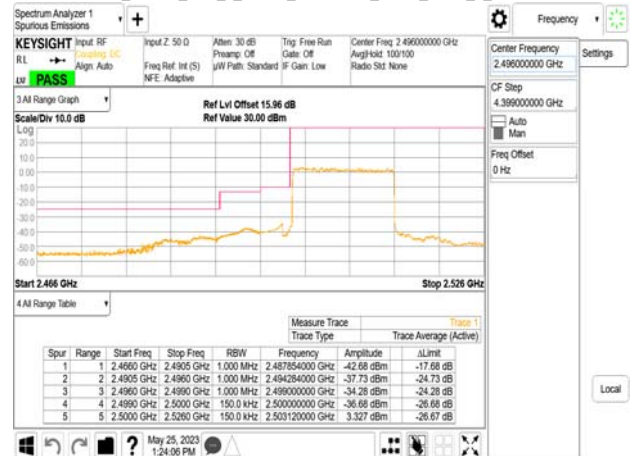 Spectrum Analyzer 1
Spurious Emissions
Frequency
KEYSIGHT Input: RF
RL
Coupling: DC
Align: Auto
LU PASS
Input Z: 50 Ω
Freq Ref: Int (S)
NFE: Adaptive
Atten: 30 dB
Preamp: Off
µW Path: Standard
Trig: Free Run
Gate: Off
IF Gain: Low
Center Freq: 2.496000000 GHz
Avg|Hold: 100/100
Radio Std: None
Center Frequency
2.496000000 GHz
Settings
CF Step
4.399000000 GHz
Auto
Man
Freq Offset
0 Hz
3 All Range Graph
Scale/Div 10.0 dB
Ref Lvl Offset 15.96 dB
Ref Value 30.00 dBm
Log
20.0
10.0
0.00
-10.0
-20.0
-30.0
-40.0
-50.0
-60.0
Start 2.466 GHz
Stop 2.526 GHz
4 All Range Table
Measure Trace Trace 1
Trace Type Trace Average (Active)
Spur Range Start Freq Stop Freq RBW Frequency Amplitude ΔLimit
1 1 2.4660 GHz 2.4905 GHz 1.000 MHz 2.487854000 GHz -42.68 dBm -17.68 dB
2 2 2.4905 GHz 2.4960 GHz 1.000 MHz 2.494284000 GHz -37.73 dBm -24.73 dB
3 3 2.4960 GHz 2.4990 GHz 1.000 MHz 2.499000000 GHz -34.28 dBm -24.28 dB
4 4 2.4990 GHz 2.5000 GHz 150.0 kHz 2.500000000 GHz -36.68 dBm -26.68 dB
5 5 2.5000 GHz 2.5260 GHz 150.0 kHz 2.503120000 GHz 3.327 dBm -26.67 dB
Local
May 25, 2023
1:24:06 PM